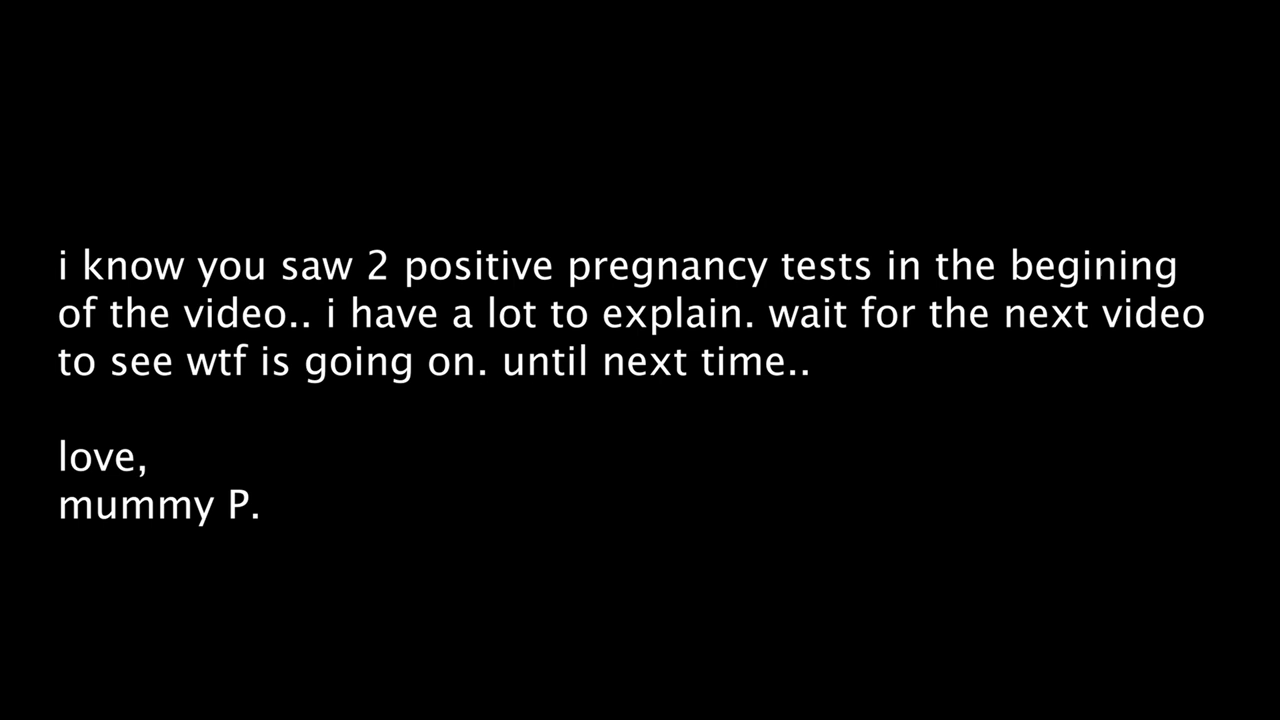 i know you saw 2 positive pregnancy tests in the begining
of the video.. i have a lot to explain. wait for the next video
to see wtf is going on. until next time..
love,
mummy P.